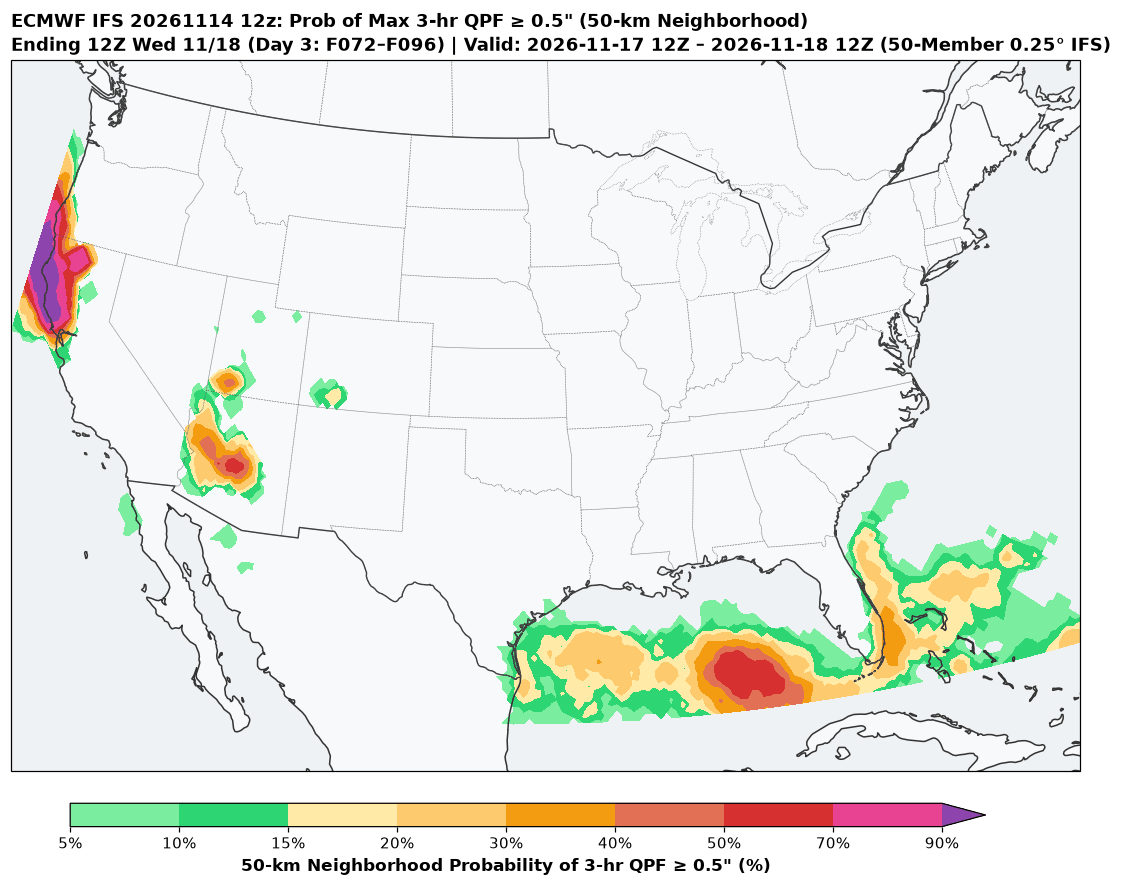 ECMWF IFS 20261114 12z: Prob of Max 3-hr QPF ≥ 0.5" (50-km Neighborhood)
Ending 12Z Wed 11/18 (Day 3: F072–F096) | Valid: 2026-11-17 12Z – 2026-11-18 12Z (50-Member 0.25° IFS)
5% 10% 15% 20% 30% 40% 50% 70% 90%
50-km Neighborhood Probability of 3-hr QPF ≥ 0.5" (%)